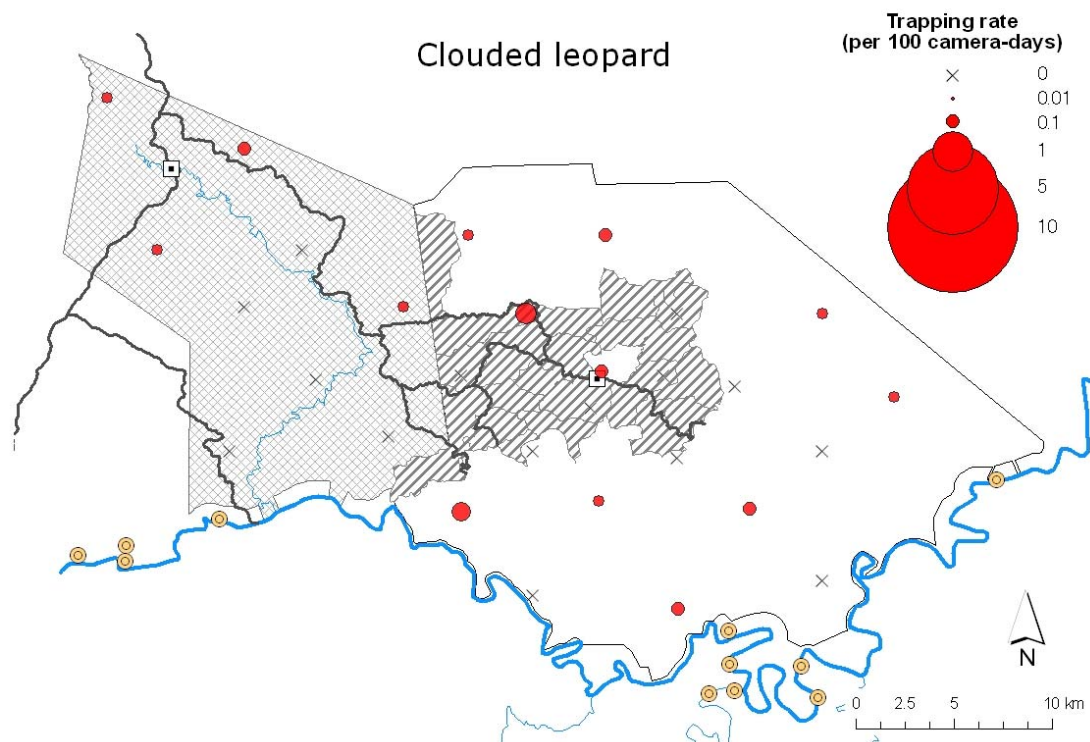 Clouded leopard
Trapping rate
(per 100 camera-days)
0
0.01
0.1
1
5
10
N
0 2.5 5 10 km